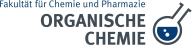 Fakultät für Chemie und Pharmazie
ORGANISCHE
CHEMIE